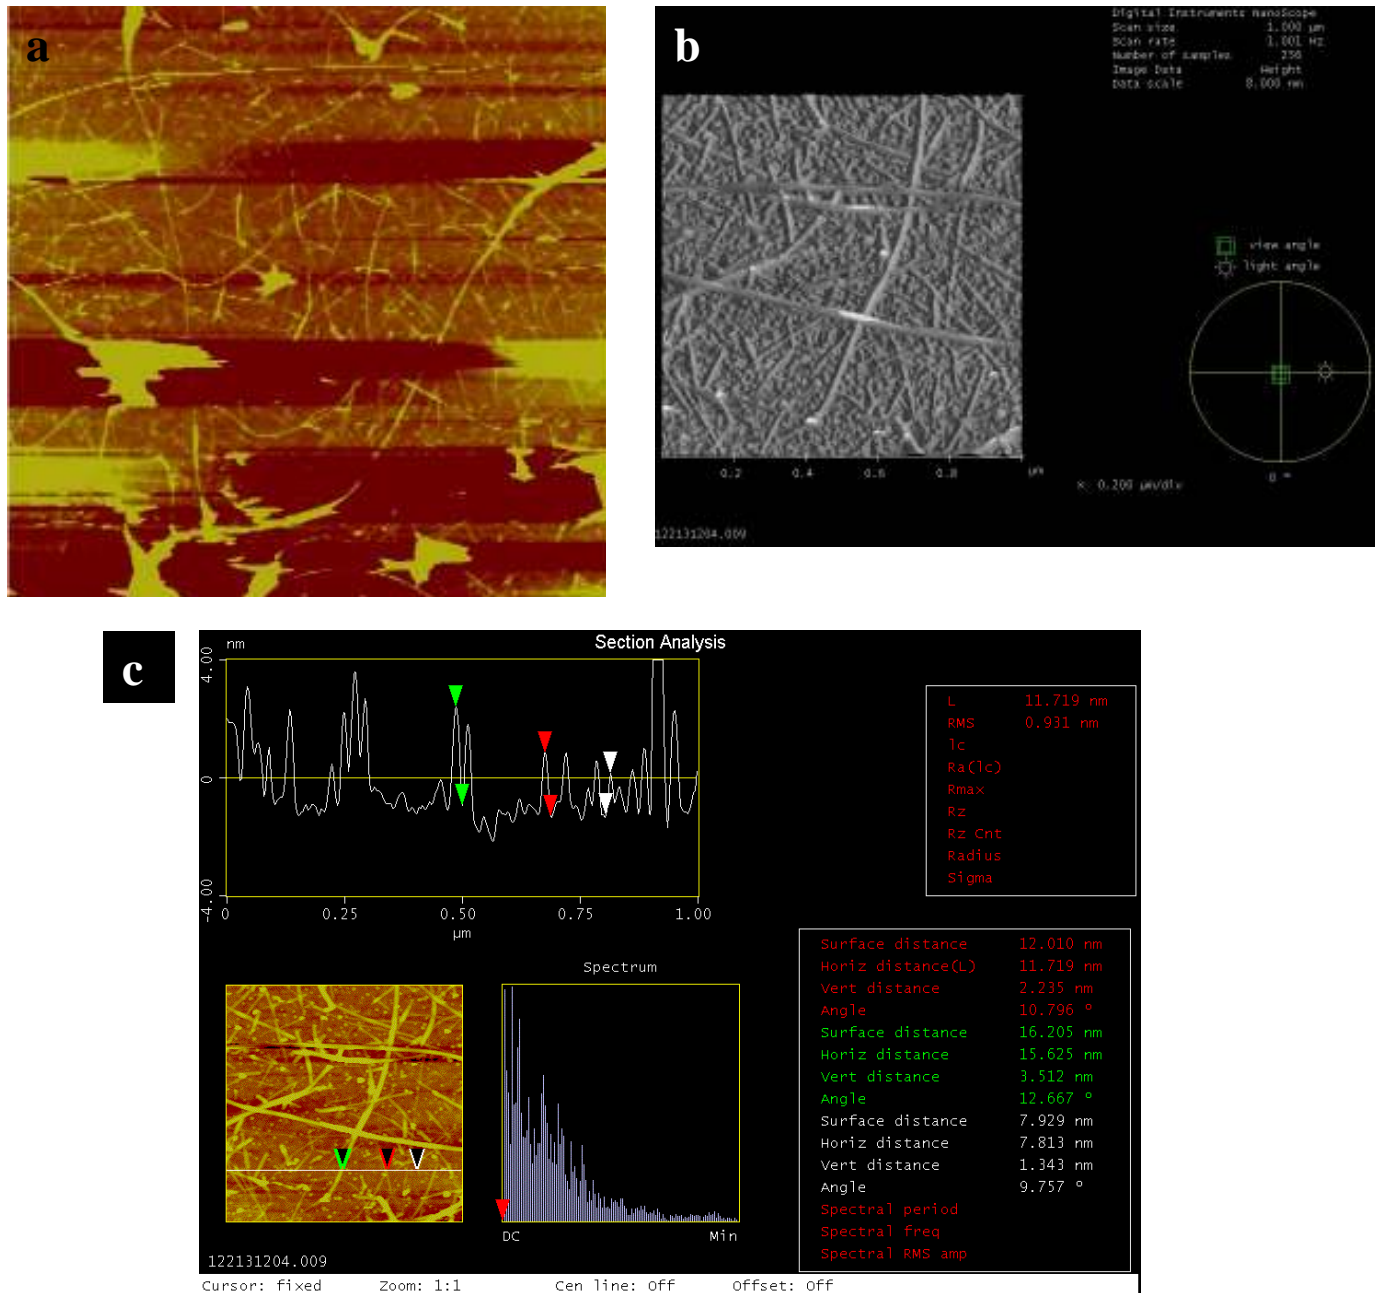 a
b
Digital Instruments NanoScope
Scan size 1.000 µm
Scan rate 1.001 Hz
Number of samples 256
Image Data Height
Data scale 8.000 nm
view angle
light angle
0.2 0.4 0.6 0.8 µm
X 0.200 µm/div
0 °
122131204.009
c
Section Analysis
nm
4.00
0
-4.00
0 0.25 0.50 0.75 1.00
µm
L 11.719 nm
RMS 0.931 nm
lc
Ra(lc)
Rmax
Rz
Rz Cnt
Radius
Sigma
Spectrum
DC Min
Surface distance 12.010 nm
Horiz distance(L) 11.719 nm
Vert distance 2.235 nm
Angle 10.796 °
Surface distance 16.205 nm
Horiz distance 15.625 nm
Vert distance 3.512 nm
Angle 12.667 °
Surface distance 7.929 nm
Horiz distance 7.813 nm
Vert distance 1.343 nm
Angle 9.757 °
Spectral period
Spectral freq
Spectral RMS amp
122131204.009
Cursor: fixed Zoom: 1:1 Cen line: Off Offset: Off